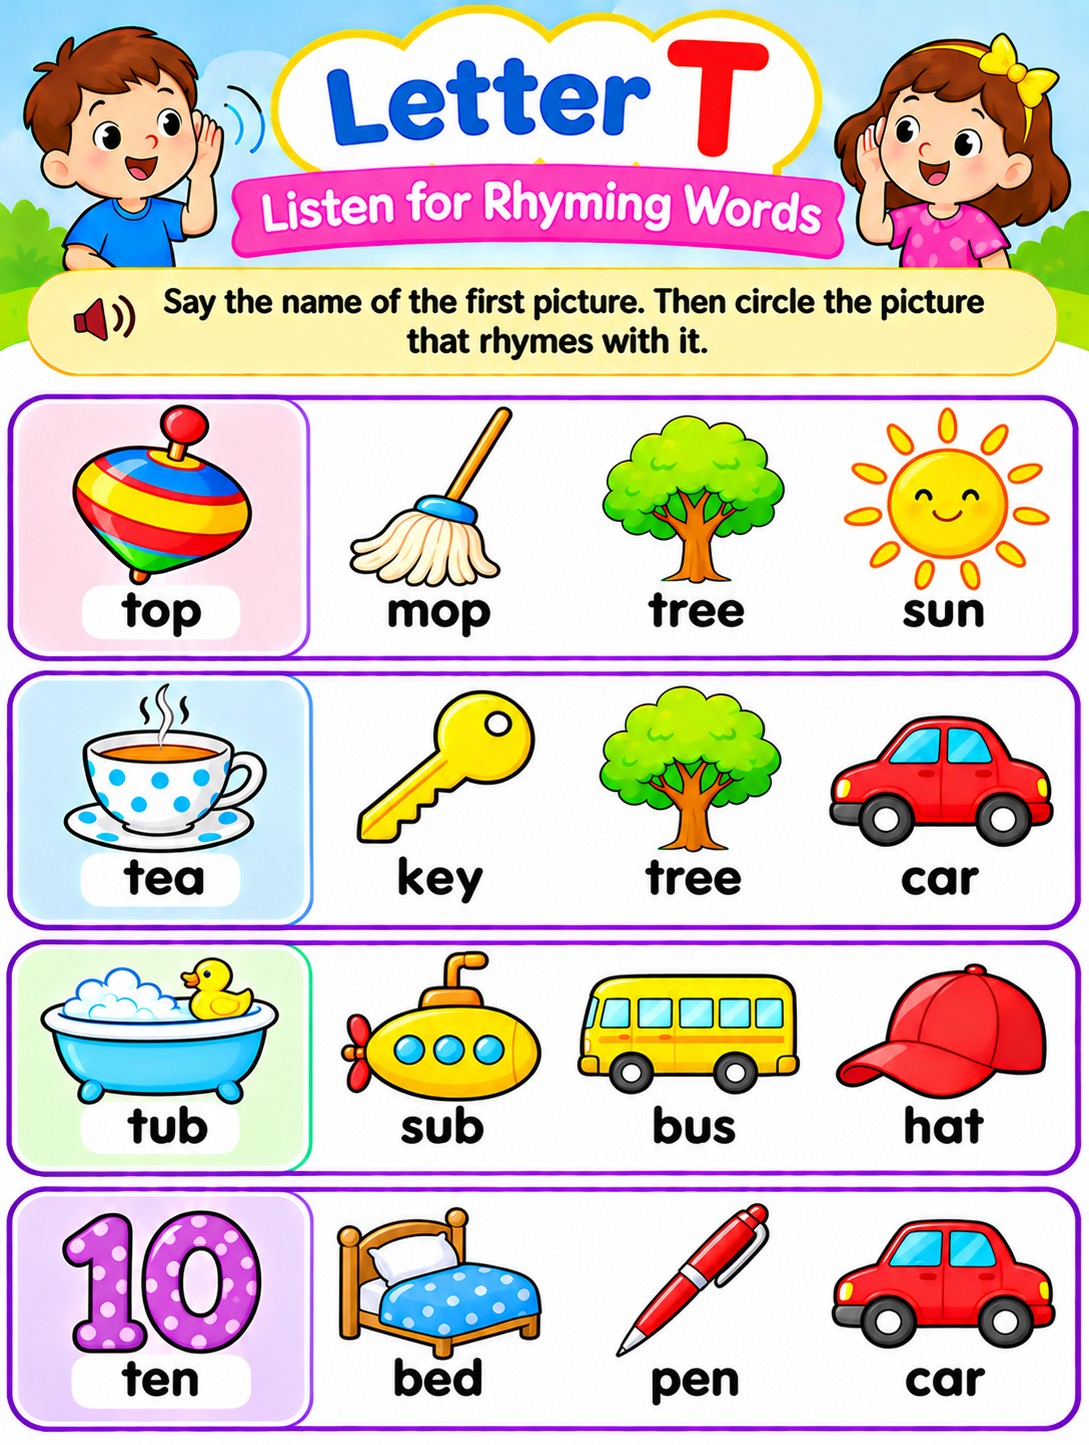 Letter T
Listen for Rhyming Words
Say the name of the first picture. Then circle the picture
that rhymes with it.
top mop tree sun
tea key tree car
tub sub bus hat
10
ten bed pen car